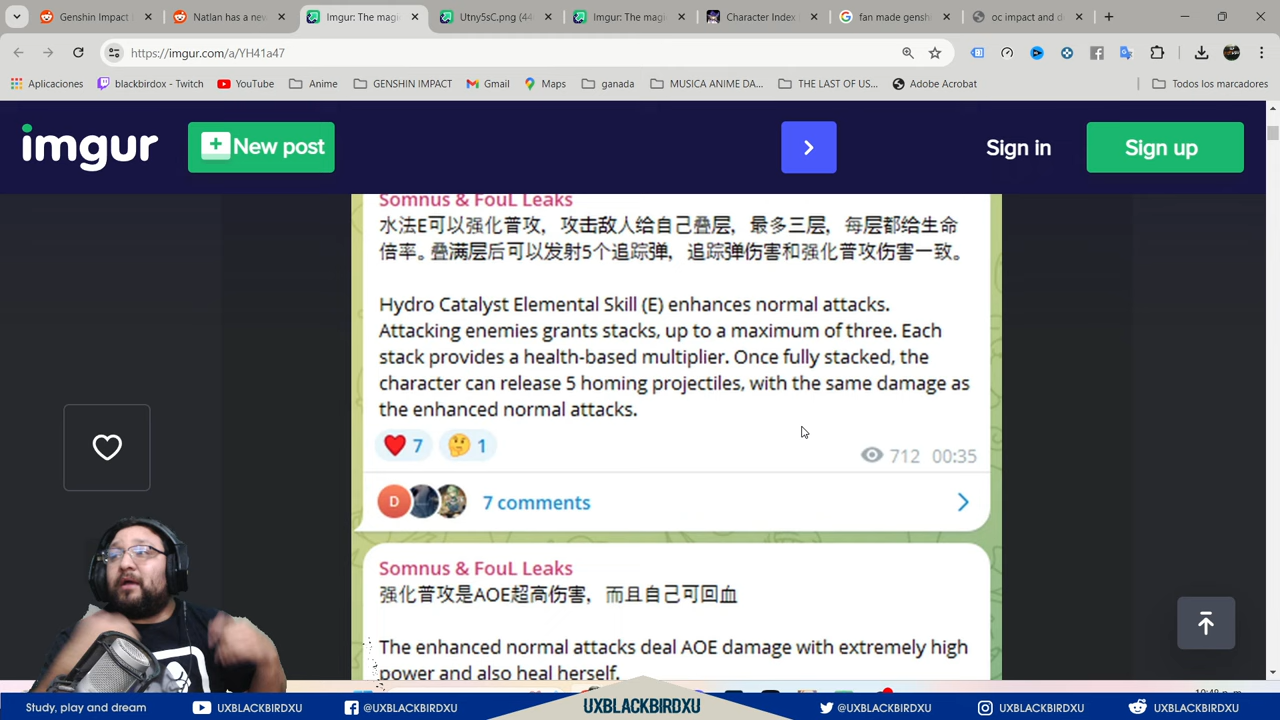 Genshin Impact
Natlan has a new
Imgur: The magi
Utny5sC.png (44
Imgur: The magi
Character Index
fan made gensh
oc impact and d
https://imgur.com/a/YH41a47
Aplicaciones
blackbirdox - Twitch
YouTube
Anime
GENSHIN IMPACT
Gmail
Maps
ganada
MUSICA ANIME DA...
THE LAST OF US...
Adobe Acrobat
Todos los marcadores
imgur
New post
Sign in
Sign up
Somnus & FouL Leaks
水法E可以强化普攻，攻击敌人给自己叠层，最多三层，每层都给生命
倍率。叠满层后可以发射5个追踪弹，追踪弹伤害和强化普攻伤害一致。
Hydro Catalyst Elemental Skill (E) enhances normal attacks.
Attacking enemies grants stacks, up to a maximum of three. Each
stack provides a health-based multiplier. Once fully stacked, the
character can release 5 homing projectiles, with the same damage as
the enhanced normal attacks.
7
1
712 00:35
D
7 comments
Somnus & FouL Leaks
强化普攻是AOE超高伤害，而且自己可回血
The enhanced normal attacks deal AOE damage with extremely high
power and also heal herself.
Study, play and dream
UXBLACKBIRDXU
@UXBLACKBIRDXU
UXBLACKBIRDXU
@UXBLACKBIRDXU
UXBLACKBIRDXU
UXBLACKBIRDXU